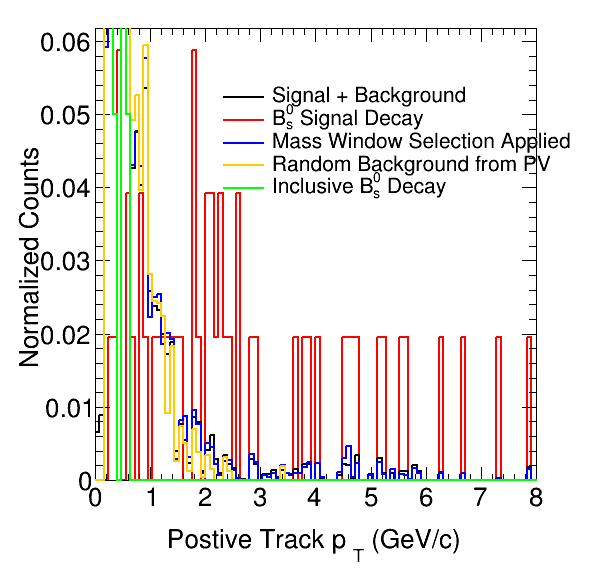 0.06
0.05
0.04
0.03
0.02
0.01
0
Normalized Counts
Signal + Background
B⁰ₛ Signal Decay
Mass Window Selection Applied
Random Background from PV
Inclusive B⁰ₛ Decay
0 1 2 3 4 5 6 7 8
Postive Track p_T (GeV/c)